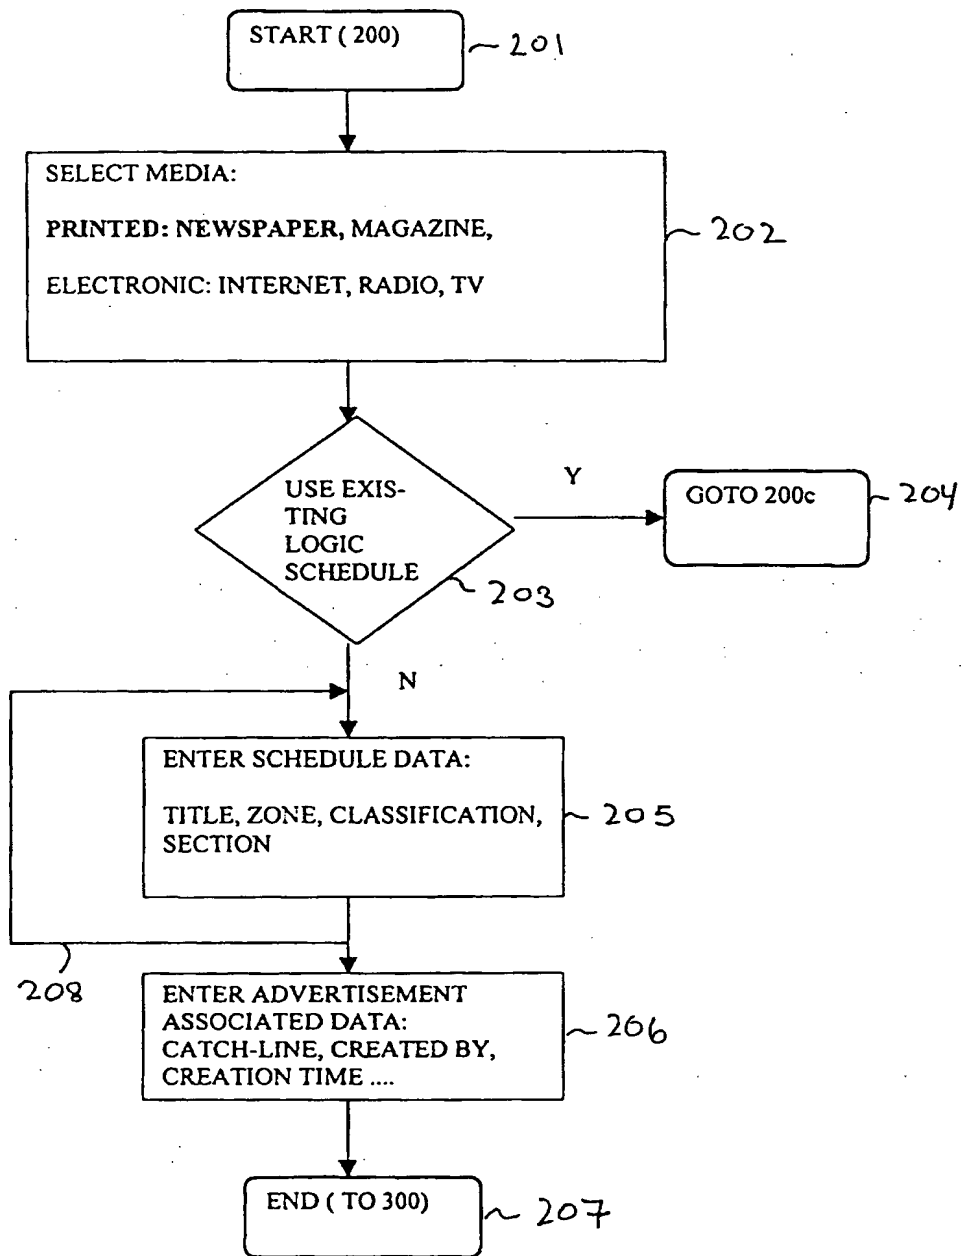 START ( 200)
201
SELECT MEDIA:
PRINTED: NEWSPAPER, MAGAZINE,
ELECTRONIC: INTERNET, RADIO, TV
202
USE EXIS-
TING
LOGIC
SCHEDULE
203
Y
GOTO 200c
204
N
ENTER SCHEDULE DATA:
TITLE, ZONE, CLASSIFICATION,
SECTION
205
208
ENTER ADVERTISEMENT
ASSOCIATED DATA:
CATCH-LINE, CREATED BY,
CREATION TIME ....
206
END ( TO 300)
207